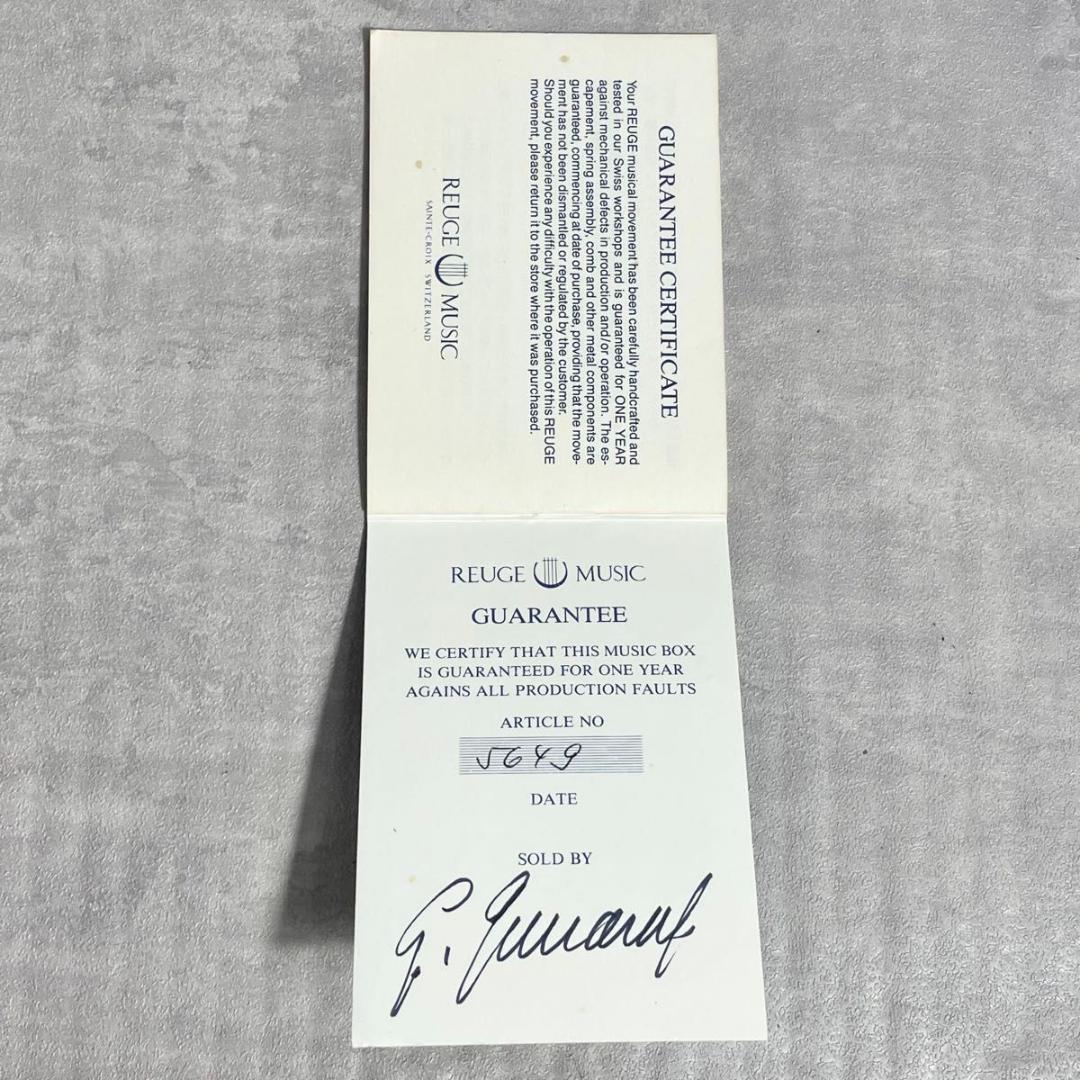 GUARANTEE CERTIFICATE
Your REUGE musical movement has been carefully handcrafted and
tested in our Swiss workshops and is guaranteed for ONE YEAR
against mechanical defects in production and/or operation. The es-
capement, spring assembly, comb and other metal components are
guaranteed, commencing at date of purchase, providing that the move-
ment has not been dismantled or regulated by the customer.
Should you experience any difficulty with the operation of this REUGE
movement, please return it to the store where it was purchased.
REUGE MUSIC
SAINTE-CROIX SWITZERLAND
REUGE MUSIC
GUARANTEE
WE CERTIFY THAT THIS MUSIC BOX
IS GUARANTEED FOR ONE YEAR
AGAINS ALL PRODUCTION FAULTS
ARTICLE NO
5649
DATE
SOLD BY
G.